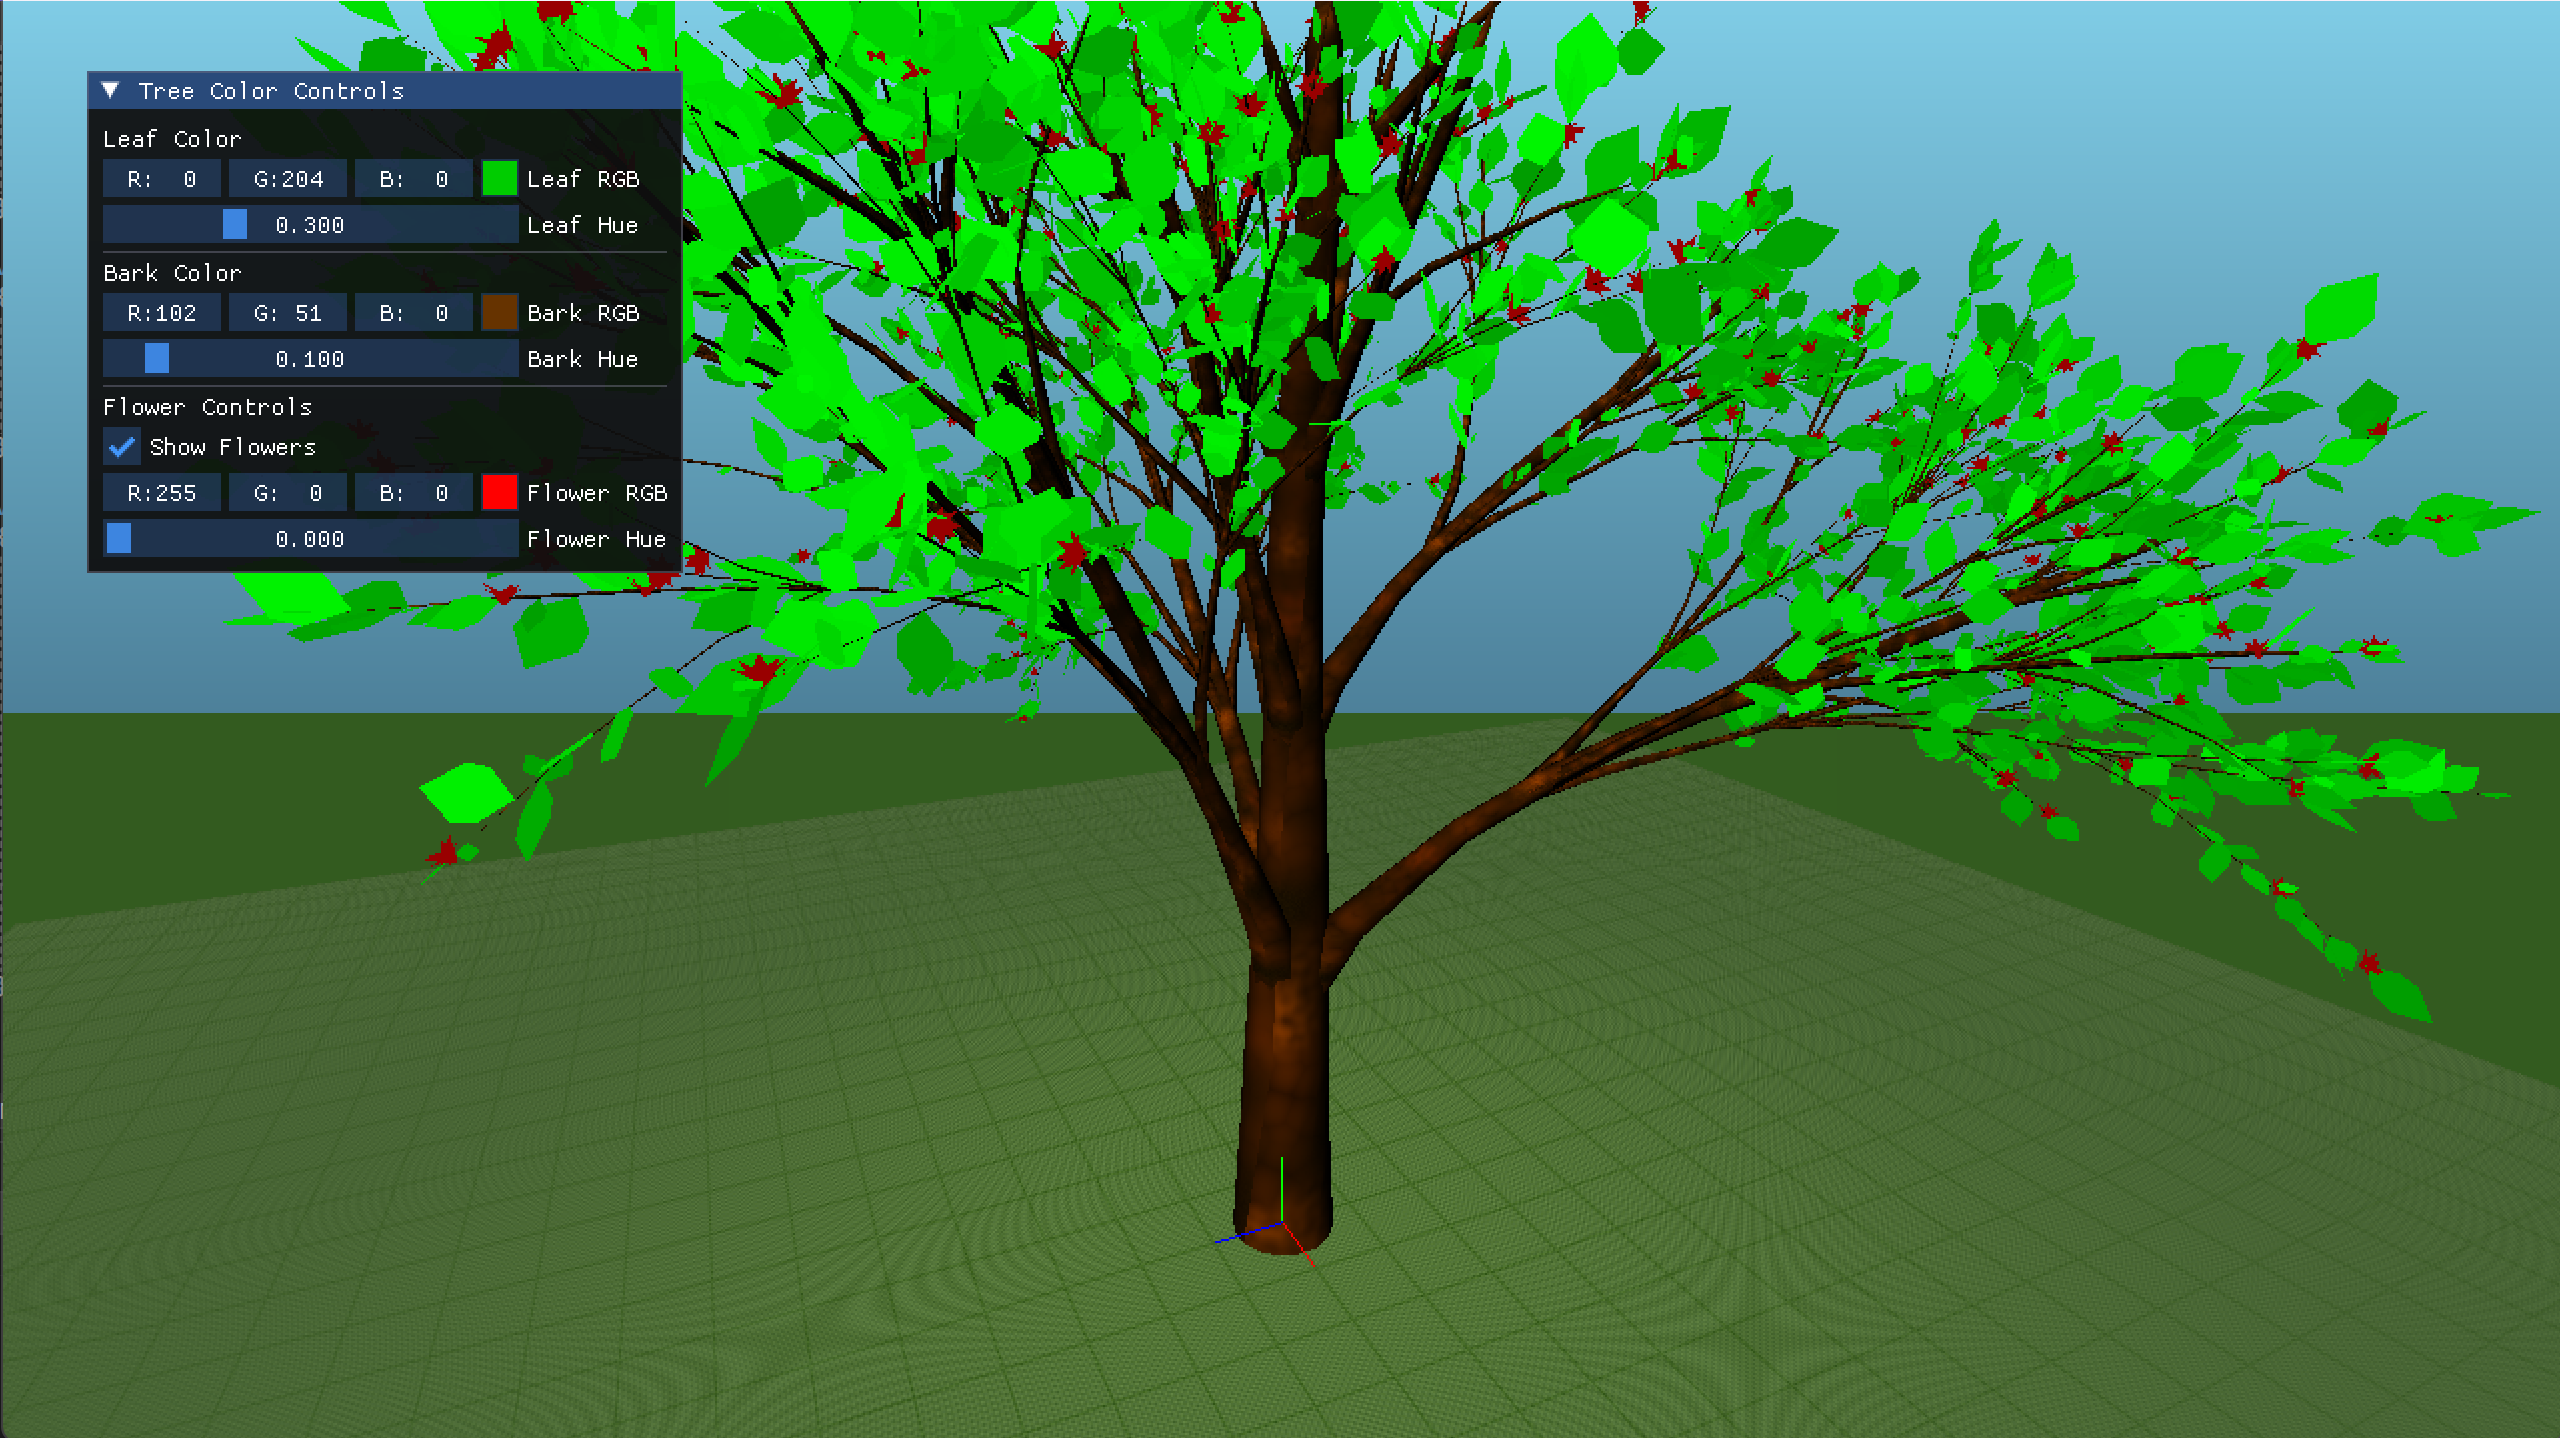 Tree Color Controls
Leaf Color
R: 0 G:204 B: 0 Leaf RGB
0.300 Leaf Hue
Bark Color
R:102 G: 51 B: 0 Bark RGB
0.100 Bark Hue
Flower Controls
Show Flowers
R:255 G: 0 B: 0 Flower RGB
0.000 Flower Hue